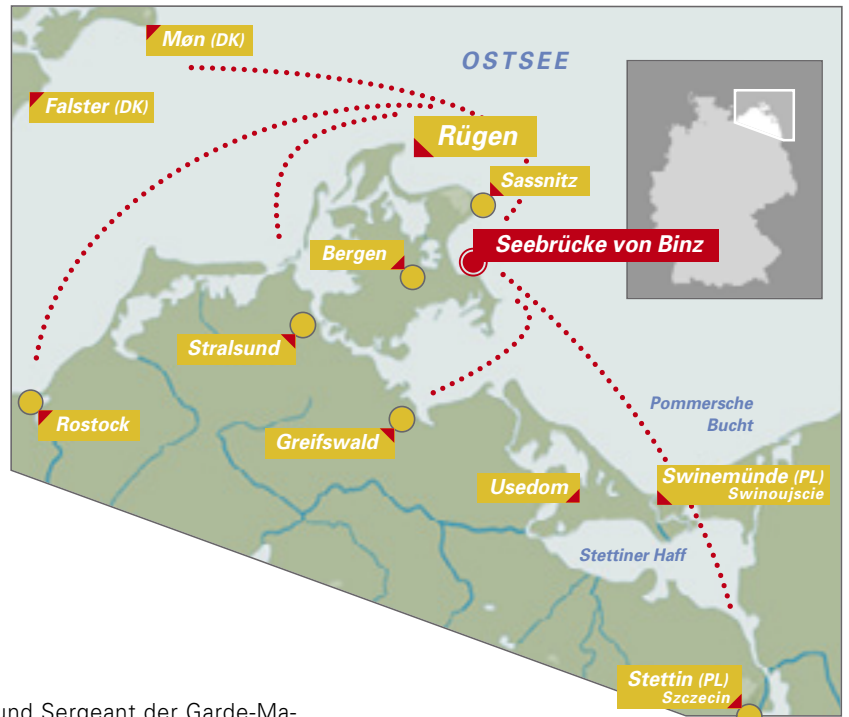 Møn (DK)
OSTSEE
Falster (DK)
Rügen
Sassnitz
Seebrücke von Binz
Bergen
Stralsund
Pommersche
Bucht
Rostock
Greifswald
Usedom
Swinemünde (PL)
Swinoujscie
Stettiner Haff
Stettin (PL)
Szczecin
und Sergeant der Garde-Ma-